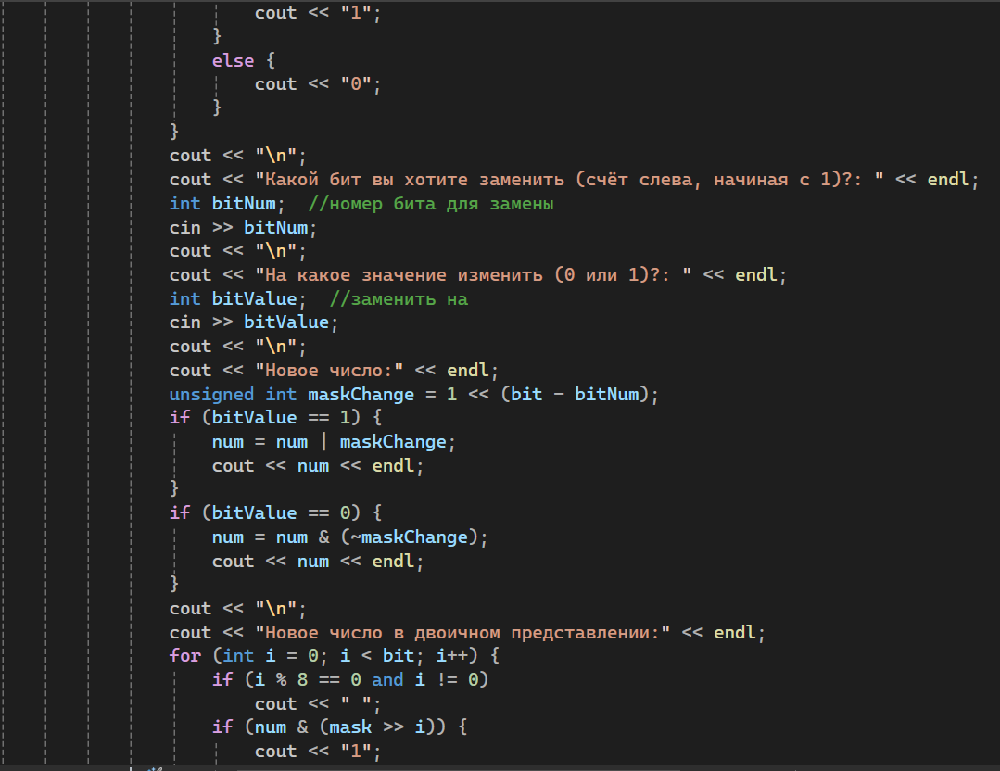 cout << "1";
}
else {
cout << "0";
}
}
cout << "\n";
cout << "Какой бит вы хотите заменить (счёт слева, начиная с 1)?: " << endl;
int bitNum;  //номер бита для замены
cin >> bitNum;
cout << "\n";
cout << "На какое значение изменить (0 или 1)?: " << endl;
int bitValue;  //заменить на
cin >> bitValue;
cout << "\n";
cout << "Новое число:" << endl;
unsigned int maskChange = 1 << (bit - bitNum);
if (bitValue == 1) {
num = num | maskChange;
cout << num << endl;
}
if (bitValue == 0) {
num = num & (~maskChange);
cout << num << endl;
}
cout << "\n";
cout << "Новое число в двоичном представлении:" << endl;
for (int i = 0; i < bit; i++) {
if (i % 8 == 0 and i != 0)
cout << " ";
if (num & (mask >> i)) {
cout << "1";